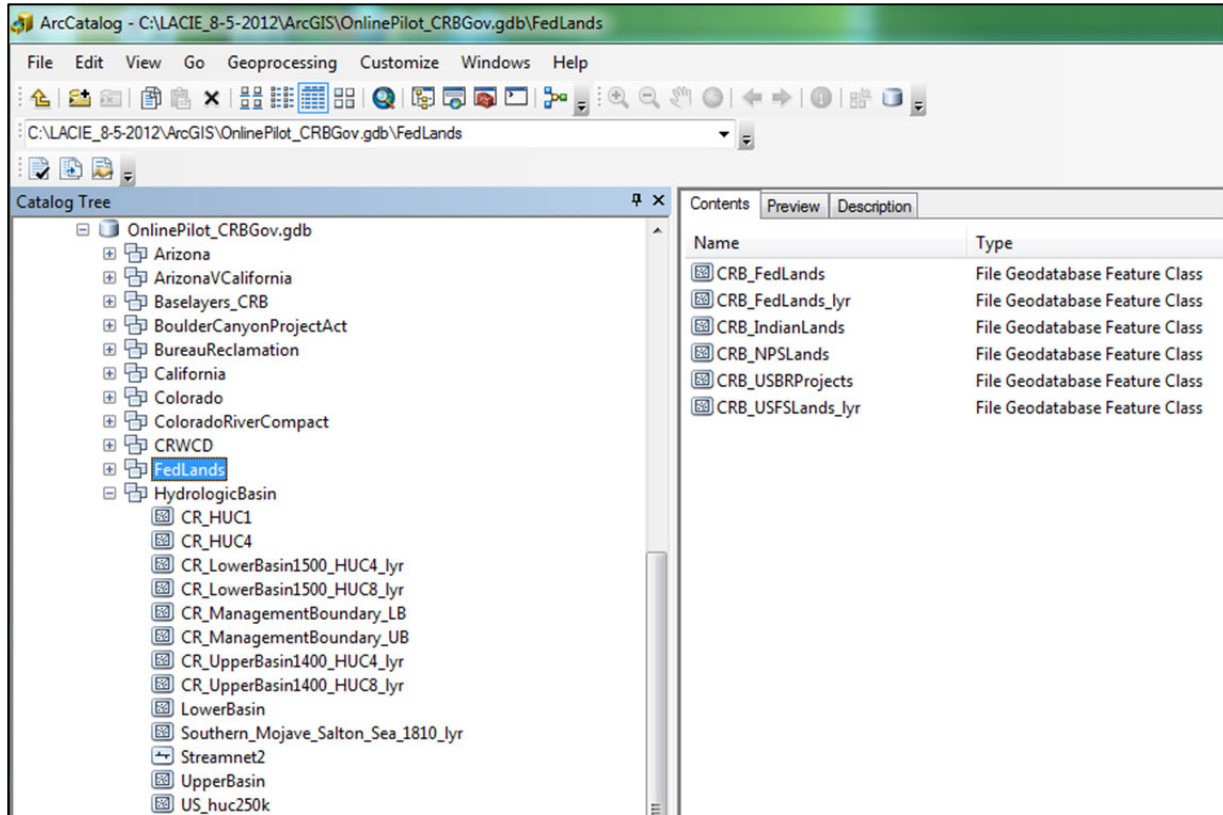 ArcCatalog - C:\LACIE_8-5-2012\ArcGIS\OnlinePilot_CRBGov.gdb\FedLands
File Edit View Go Geoprocessing Customize Windows Help
C:\LACIE_8-5-2012\ArcGIS\OnlinePilot_CRBGov.gdb\FedLands
Catalog Tree
OnlinePilot_CRBGov.gdb
Arizona
ArizonaVCalifornia
Baselayers_CRB
BoulderCanyonProjectAct
BureauReclamation
California
Colorado
ColoradoRiverCompact
CRWCD
FedLands
HydrologicBasin
CR_HUC1
CR_HUC4
CR_LowerBasin1500_HUC4_lyr
CR_LowerBasin1500_HUC8_lyr
CR_ManagementBoundary_LB
CR_ManagementBoundary_UB
CR_UpperBasin1400_HUC4_lyr
CR_UpperBasin1400_HUC8_lyr
LowerBasin
Southern_Mojave_Salton_Sea_1810_lyr
Streamnet2
UpperBasin
US_huc250k
Contents Preview Description
Name Type
CRB_FedLands File Geodatabase Feature Class
CRB_FedLands_lyr File Geodatabase Feature Class
CRB_IndianLands File Geodatabase Feature Class
CRB_NPSLands File Geodatabase Feature Class
CRB_USBRProjects File Geodatabase Feature Class
CRB_USFSLands_lyr File Geodatabase Feature Class